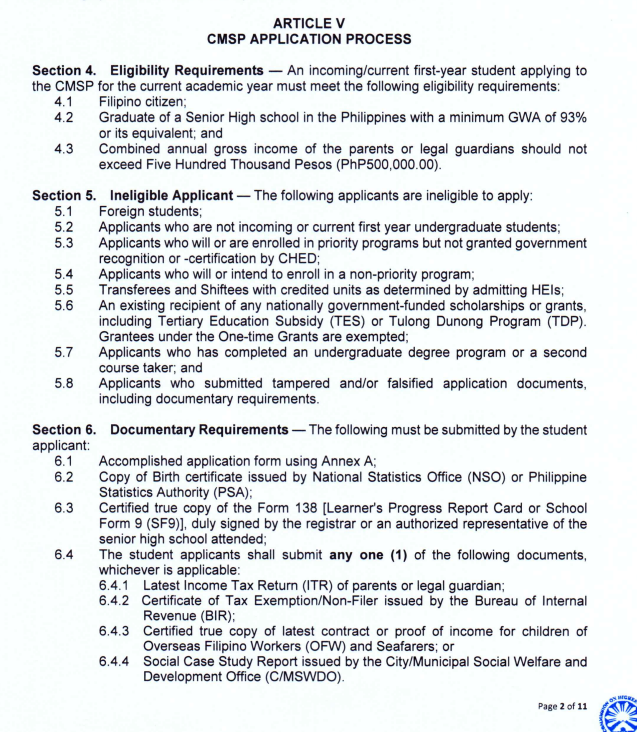 ARTICLE V
CMSP APPLICATION PROCESS
Section 4. Eligibility Requirements — An incoming/current first-year student applying to
the CMSP for the current academic year must meet the following eligibility requirements:
4.1 Filipino citizen;
4.2 Graduate of a Senior High school in the Philippines with a minimum GWA of 93%
or its equivalent; and
4.3 Combined annual gross income of the parents or legal guardians should not
exceed Five Hundred Thousand Pesos (PhP500,000.00).
Section 5. Ineligible Applicant — The following applicants are ineligible to apply:
5.1 Foreign students;
5.2 Applicants who are not incoming or current first year undergraduate students;
5.3 Applicants who will or are enrolled in priority programs but not granted government
recognition or -certification by CHED;
5.4 Applicants who will or intend to enroll in a non-priority program;
5.5 Transferees and Shiftees with credited units as determined by admitting HEIs;
5.6 An existing recipient of any nationally government-funded scholarships or grants,
including Tertiary Education Subsidy (TES) or Tulong Dunong Program (TDP).
Grantees under the One-time Grants are exempted;
5.7 Applicants who has completed an undergraduate degree program or a second
course taker; and
5.8 Applicants who submitted tampered and/or falsified application documents,
including documentary requirements.
Section 6. Documentary Requirements — The following must be submitted by the student
applicant:
6.1 Accomplished application form using Annex A;
6.2 Copy of Birth certificate issued by National Statistics Office (NSO) or Philippine
Statistics Authority (PSA);
6.3 Certified true copy of the Form 138 [Learner's Progress Report Card or School
Form 9 (SF9)], duly signed by the registrar or an authorized representative of the
senior high school attended;
6.4 The student applicants shall submit any one (1) of the following documents,
whichever is applicable:
6.4.1 Latest Income Tax Return (ITR) of parents or legal guardian;
6.4.2 Certificate of Tax Exemption/Non-Filer issued by the Bureau of Internal
Revenue (BIR);
6.4.3 Certified true copy of latest contract or proof of income for children of
Overseas Filipino Workers (OFW) and Seafarers; or
6.4.4 Social Case Study Report issued by the City/Municipal Social Welfare and
Development Office (C/MSWDO).
Page 2 of 11